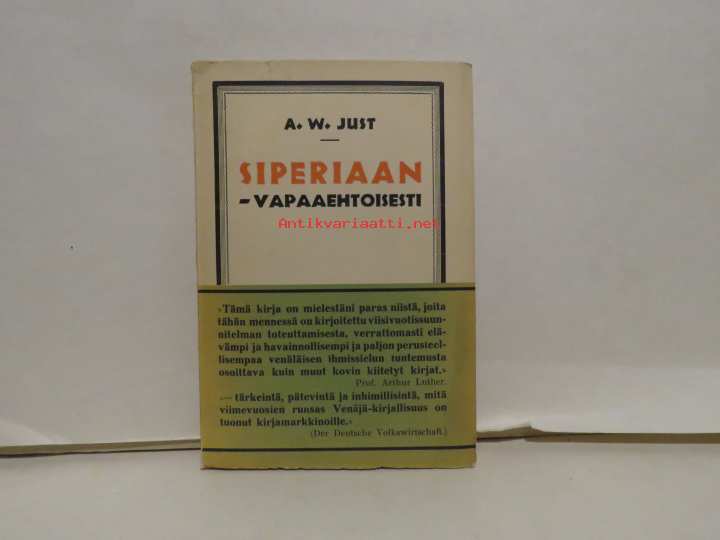 A. W. JUST
SIPERIAAN
- VAPAAEHTOISESTI
Antikvariaatti.net
»Tämä kirja on mielestäni paras niistä, joita
tähän mennessä on kirjoitettu viisivuotissuun-
nitelman toteuttamisesta, verrattomasti elä-
vämpi ja havainnollisempi ja paljon perusteel-
lisempaa venäläisen ihmissielun tuntemusta
osoittava kuin muut kovin kiitetyt kirjat.»
Prof. Arthur Luther.
»— tärkeintä, pätevintä ja inhimillisintä, mitä
viimevuosien runsas Venäjä-kirjallisuus on
tuonut kirjamarkkinoille.»
(Der Deutsche Volkswirtschaft.)